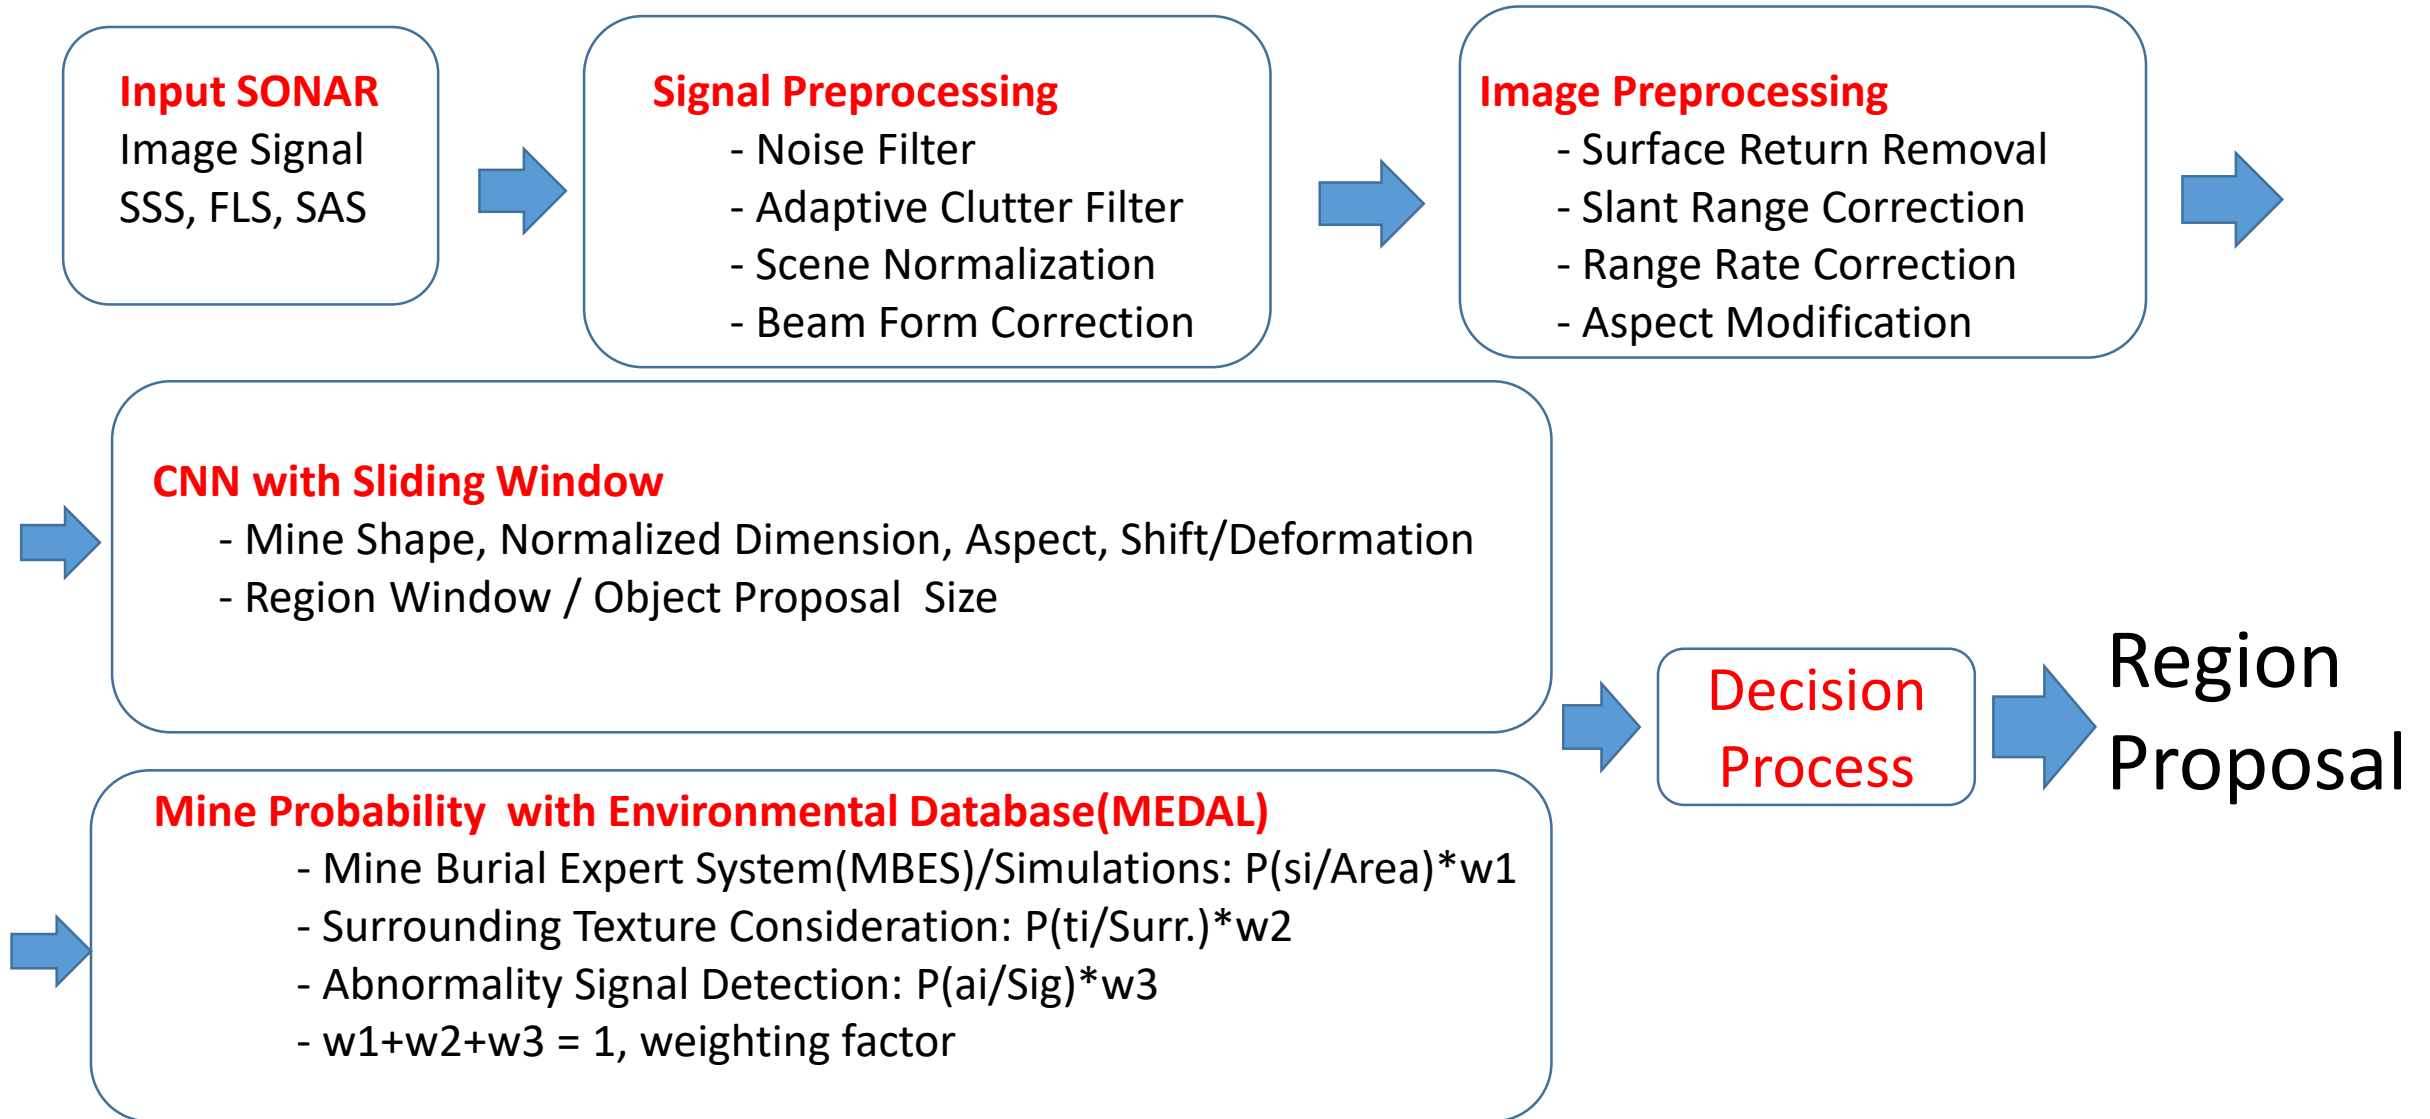 Input SONAR
Image Signal
SSS, FLS, SAS
Signal Preprocessing
- Noise Filter
- Adaptive Clutter Filter
- Scene Normalization
- Beam Form Correction
Image Preprocessing
- Surface Return Removal
- Slant Range Correction
- Range Rate Correction
- Aspect Modification
CNN with Sliding Window
- Mine Shape, Normalized Dimension, Aspect, Shift/Deformation
- Region Window / Object Proposal  Size
Mine Probability  with Environmental Database(MEDAL)
- Mine Burial Expert System(MBES)/Simulations: P(si/Area)*w1
- Surrounding Texture Consideration: P(ti/Surr.)*w2
- Abnormality Signal Detection: P(ai/Sig)*w3
- w1+w2+w3 = 1, weighting factor
Decision
Process
Region
Proposal